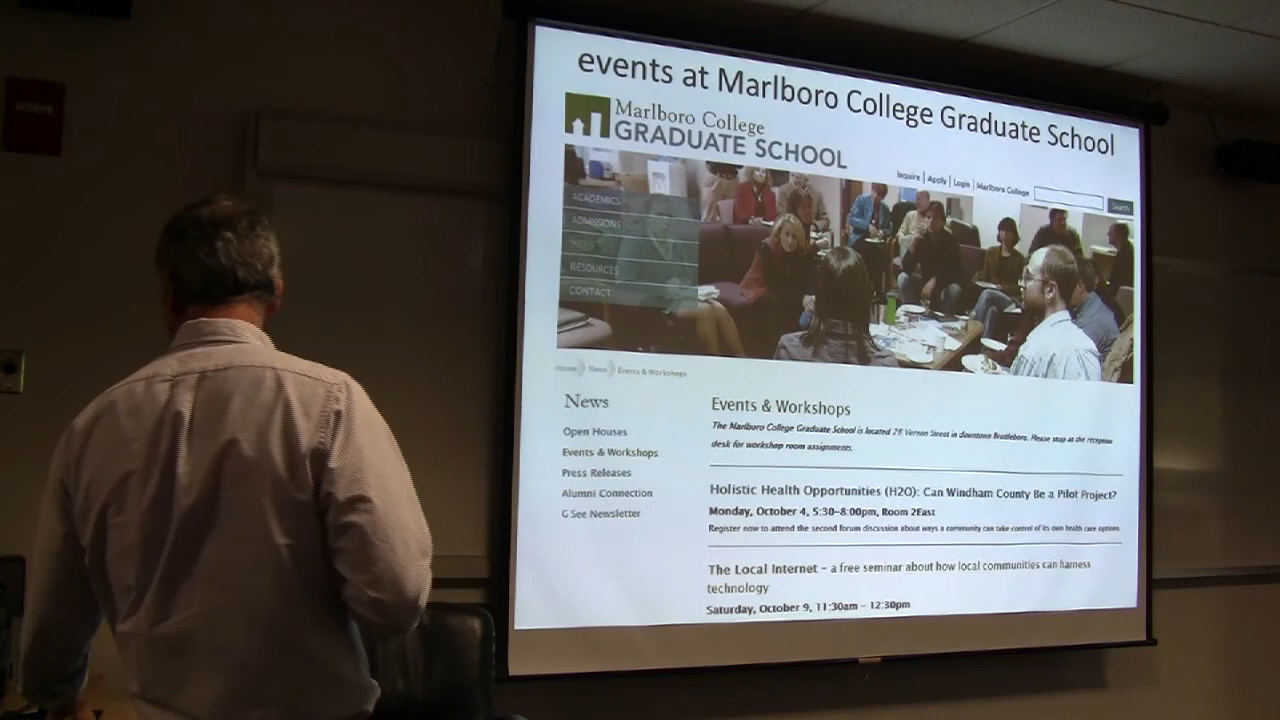 events at Marlboro College Graduate School
Marlboro College
GRADUATE SCHOOL
Inquire | Apply | Login | Marlboro College
Search
ACADEMICS
ADMISSIONS
NEWS
RESOURCES
CONTACT
Home News Events & Workshops
News
Open Houses
Events & Workshops
Press Releases
Alumni Connection
G See Newsletter
Events & Workshops
The Marlboro College Graduate School is located 28 Vernon Street in downtown Brattleboro. Please stop at the reception
desk for workshop room assignments.
Holistic Health Opportunities (H2O): Can Windham County Be a Pilot Project?
Monday, October 4, 5:30-8:00pm, Room 2East
Register now to attend the second forum discussion about ways a community can take control of its own health care options.
The Local Internet – a free seminar about how local communities can harness
technology
Saturday, October 9, 11:30am – 12:30pm